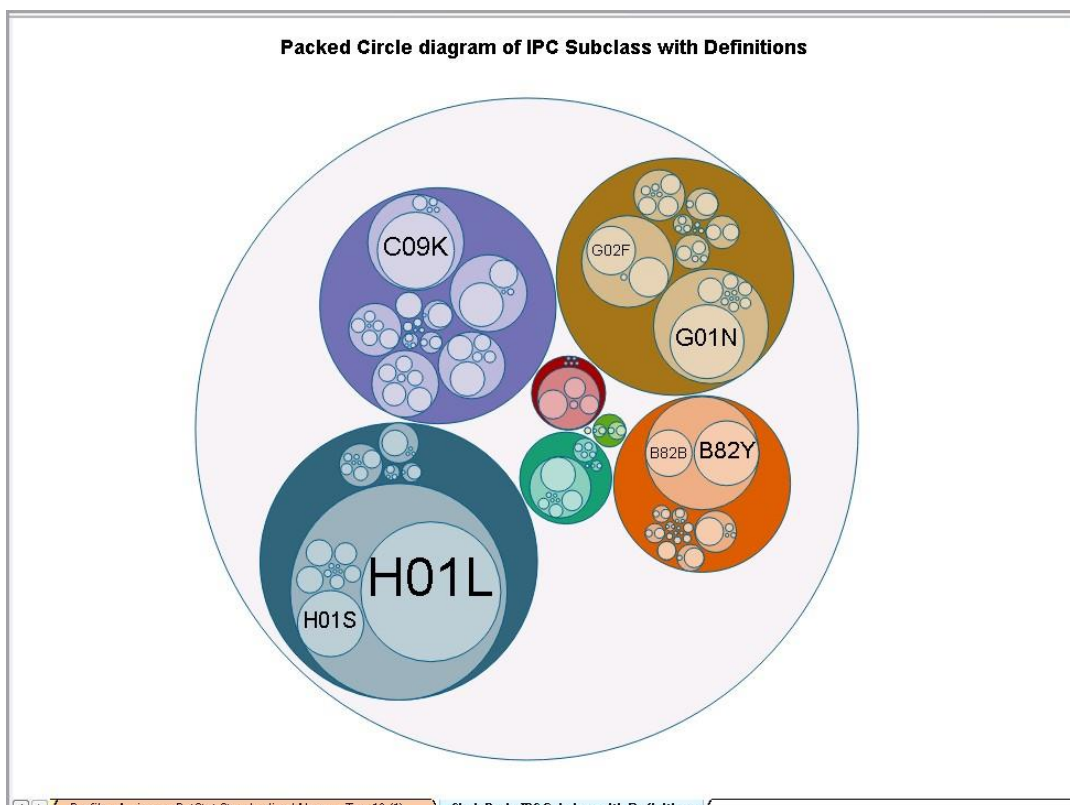 Packed Circle diagram of IPC Subclass with Definitions
C09K
G02F
G01N
B82B
B82Y
H01L
H01S